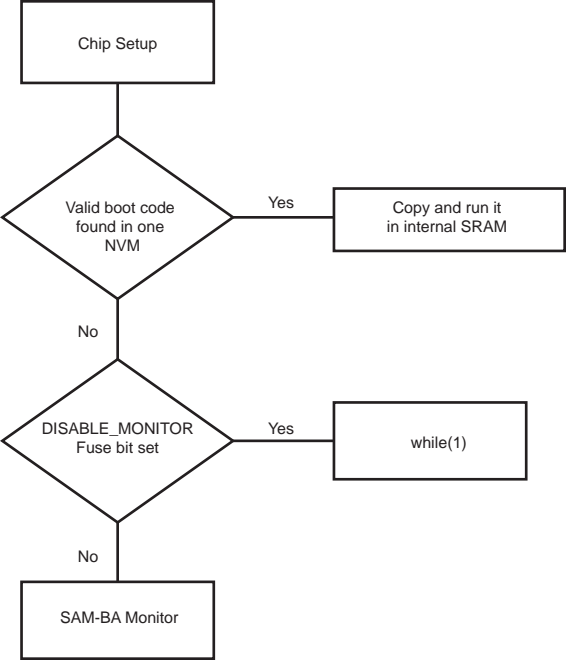 Chip Setup
Valid boot code
found in one
NVM
Yes
Copy and run it
in internal SRAM
No
DISABLE_MONITOR
Fuse bit set
Yes
while(1)
No
SAM-BA Monitor